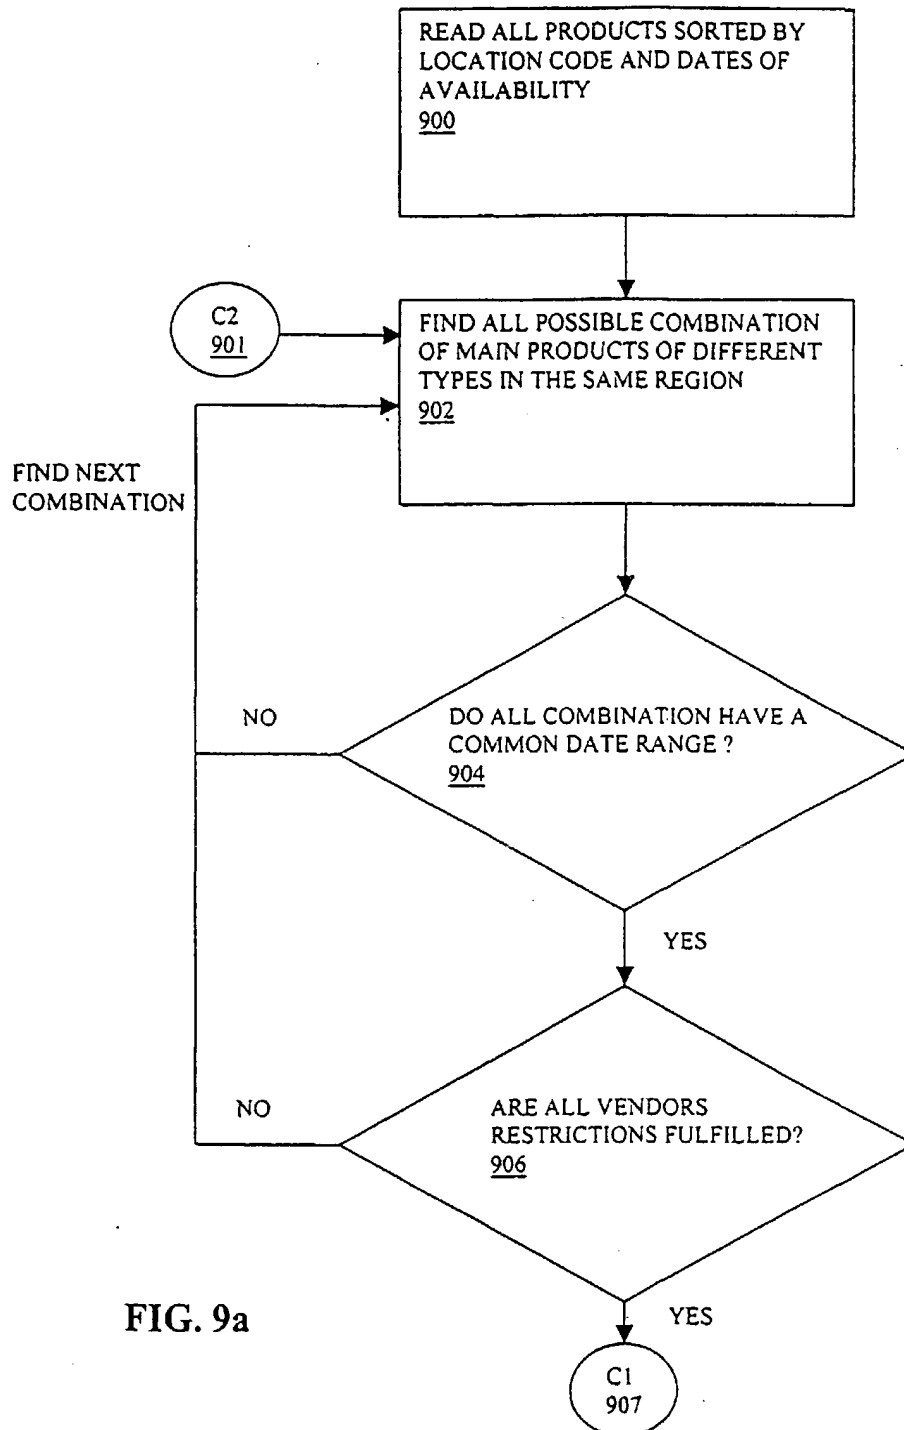 READ ALL PRODUCTS SORTED BY
LOCATION CODE AND DATES OF
AVAILABILITY
900
C2
901
FIND ALL POSSIBLE COMBINATION
OF MAIN PRODUCTS OF DIFFERENT
TYPES IN THE SAME REGION
902
FIND NEXT
COMBINATION
NO
DO ALL COMBINATION HAVE A
COMMON DATE RANGE ?
904
YES
NO
ARE ALL VENDORS
RESTRICTIONS FULFILLED?
906
YES
FIG. 9a
C1
907